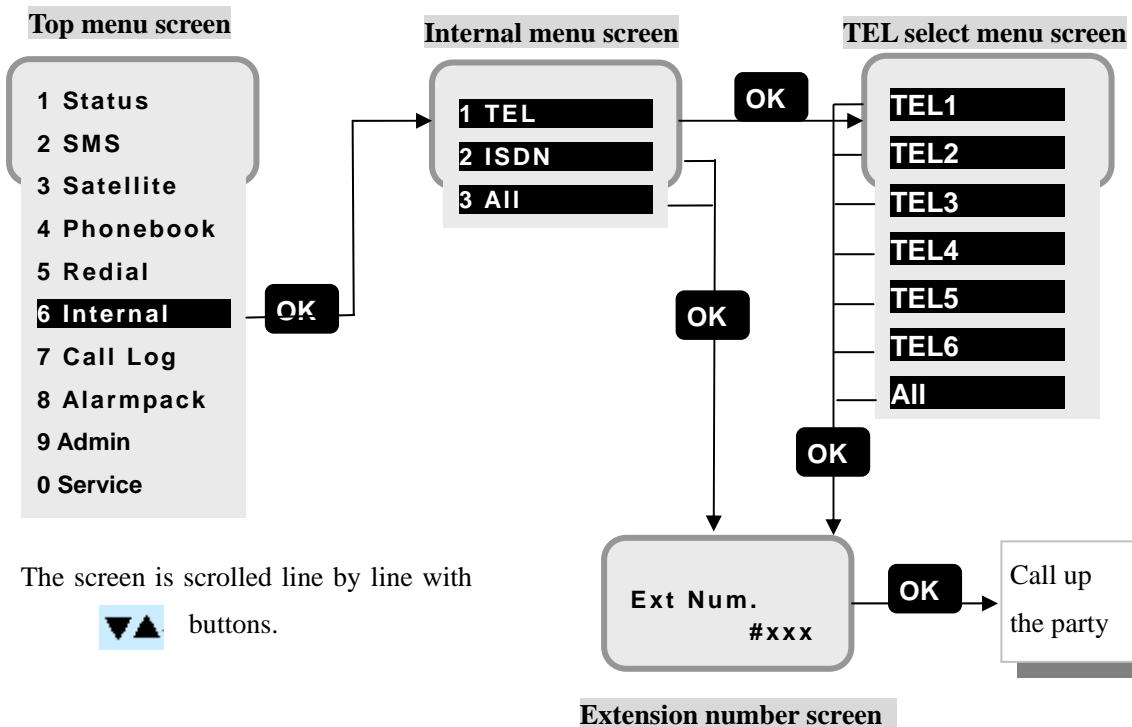 Top menu screen
1 Status
2 SMS
3 Satellite
4 Phonebook
5 Redial
6 Internal
7 Call Log
8 Alarmpack
9 Admin
0 Service
OK
Internal menu screen
1 TEL
2 ISDN
3 All
OK
OK
TEL select menu screen
TEL1
TEL2
TEL3
TEL4
TEL5
TEL6
All
OK
The screen is scrolled line by line with
▼▲ buttons.
Ext Num.
#xxx
OK
Call up
the party
Extension number screen